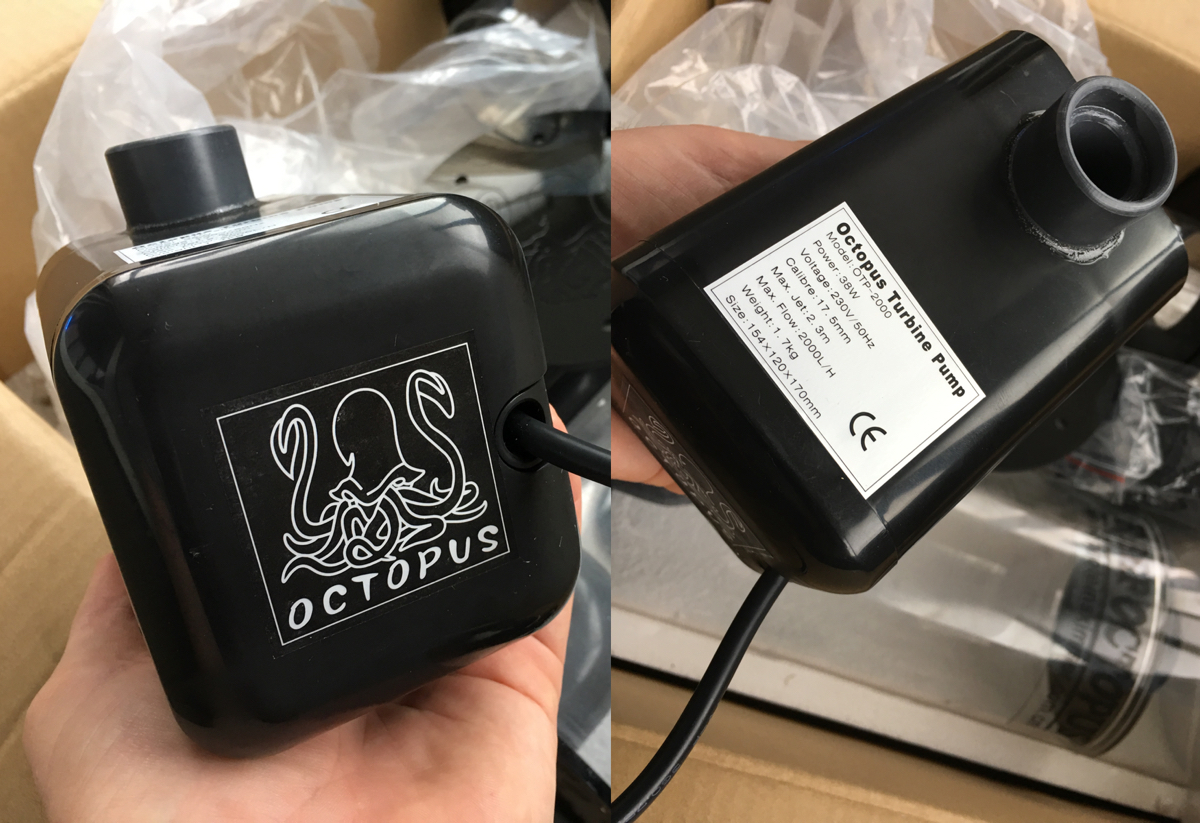 OCTOPUS
Octopus Turbine Pump
Model: OTP-2000
Power: 38W
Voltage: 230V/50Hz
Calibre: 17.5mm
Max. Jet: 2.3m
Max. Flow: 2000L/H
Weight: 1.7kg
Size: 154X120X170mm
CE